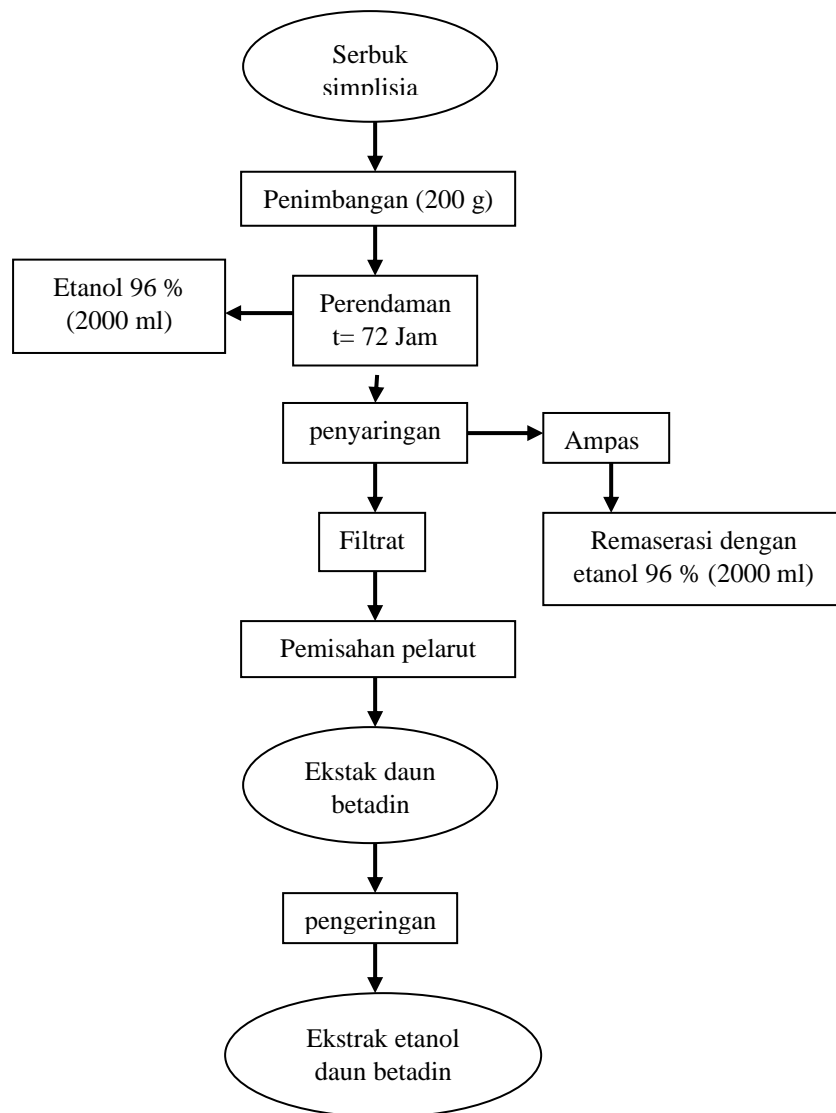 Serbuk
simplisia
Penimbangan (200 g)
Etanol 96 %
(2000 ml)
Perendaman
t= 72 Jam
penyaringan
Ampas
Filtrat
Remaserasi dengan
etanol 96 % (2000 ml)
Pemisahan pelarut
Ekstak daun
betadin
pengeringan
Ekstrak etanol
daun betadin